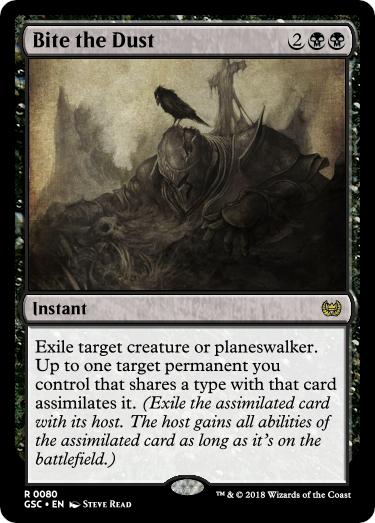 Bite the Dust 2
Instant
Exile target creature or planeswalker.
Up to one target permanent you
control that shares a type with that card
assimilates it. (Exile the assimilated card
with its host. The host gains all abilities of
the assimilated card as long as it's on the
battlefield.)
R 0080
GSC • EN Steve Read ™ & © 2018 Wizards of the Coast